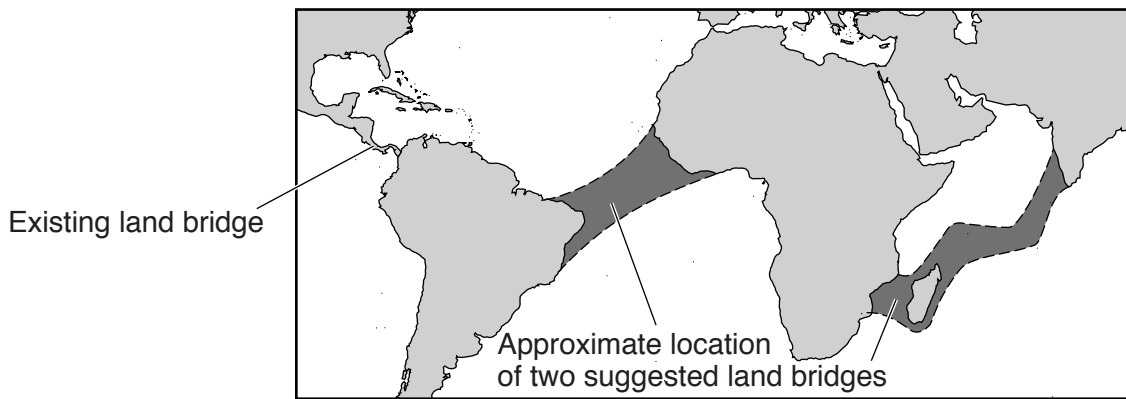 Existing land bridge
Approximate location
of two suggested land bridges